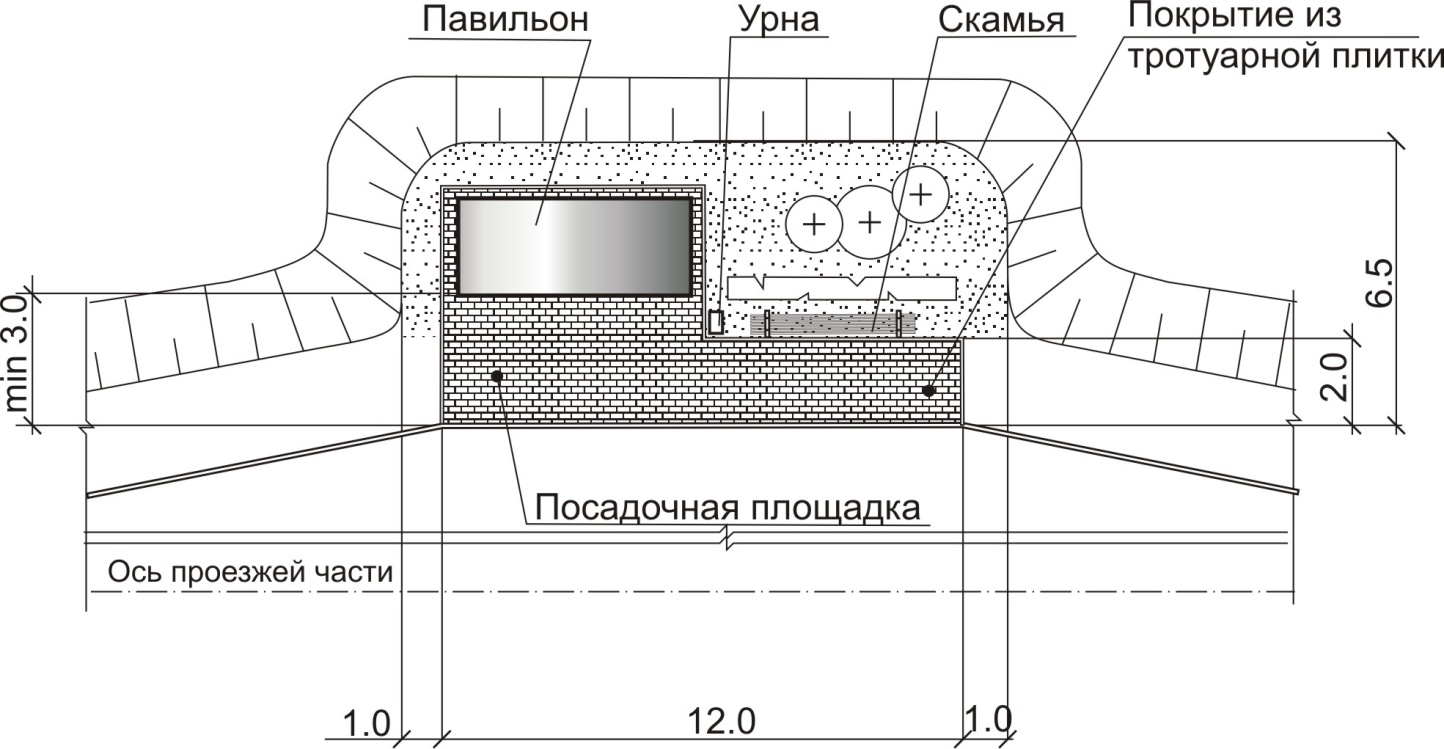 Павильон
Урна
Скамья
Покрытие из
тротуарной плитки
min 3.0
6.5
2.0
Посадочная площадка
Ось проезжей части
1.0
12.0
1.0